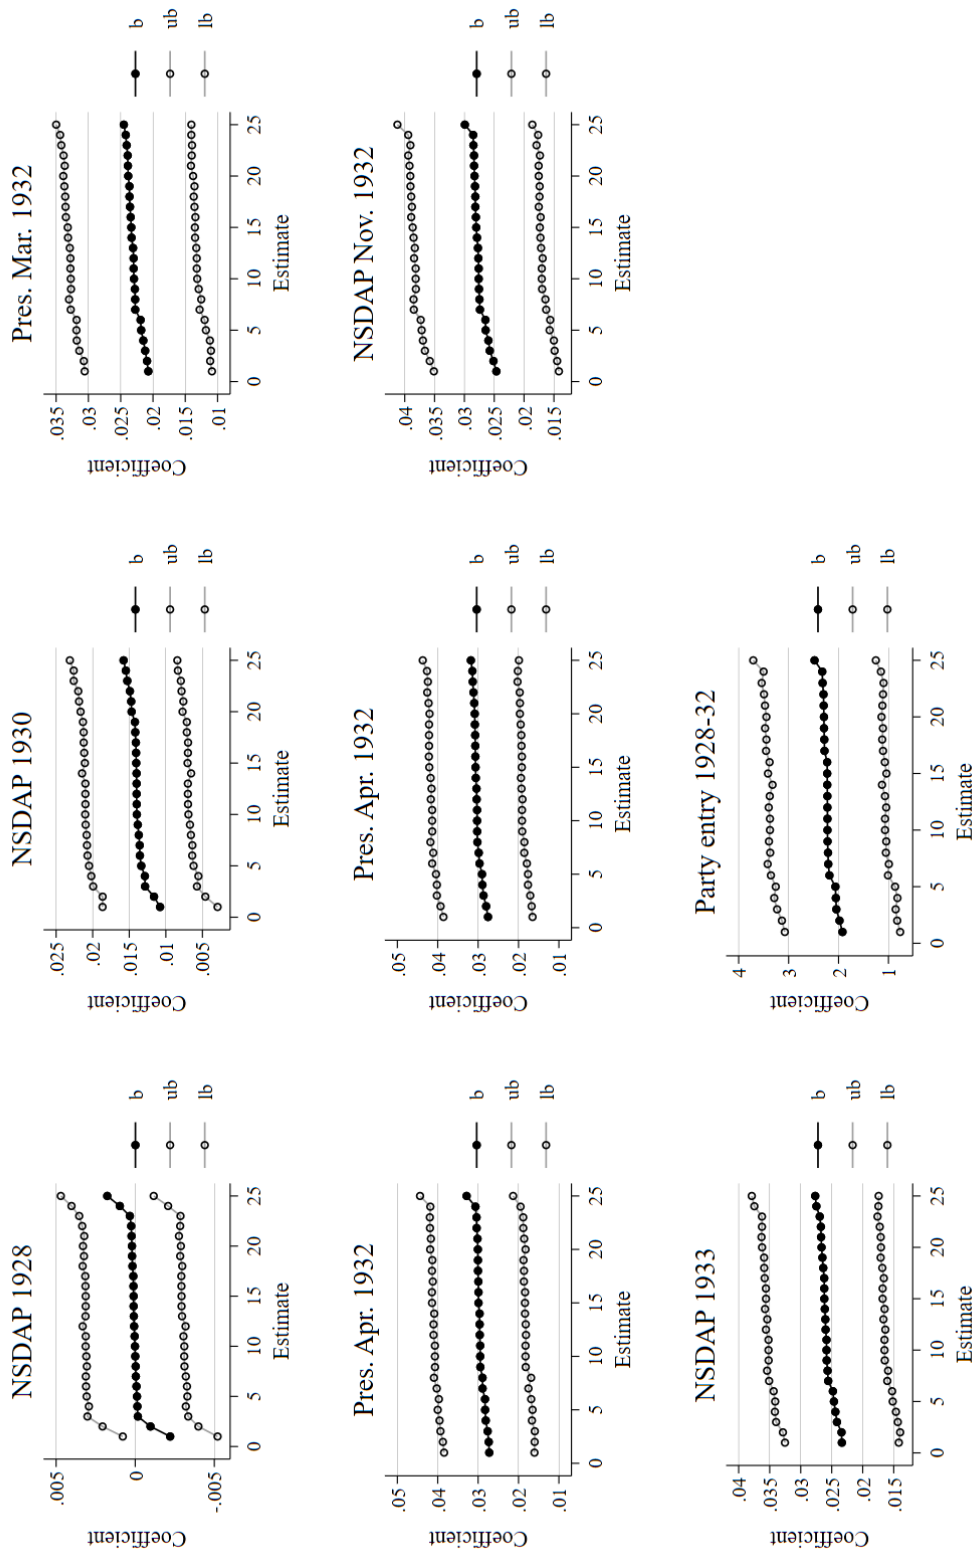 NSDAP 1928
Coefficient
.005
0
-.005
0 5 10 15 20 25
Estimate
b
ub
lb
NSDAP 1930
Coefficient
.025
.02
.015
.01
.005
0 5 10 15 20 25
Estimate
b
ub
lb
Pres. Mar. 1932
Coefficient
.035
.03
.025
.02
.015
.01
0 5 10 15 20 25
Estimate
b
ub
lb
Pres. Apr. 1932
Coefficient
.05
.04
.03
.02
.01
0 5 10 15 20 25
Estimate
b
ub
lb
Pres. Apr. 1932
Coefficient
.05
.04
.03
.02
.01
0 5 10 15 20 25
Estimate
b
ub
lb
NSDAP Nov. 1932
Coefficient
.04
.035
.03
.025
.015
0 5 10 15 20 25
Estimate
b
ub
lb
NSDAP 1933
Coefficient
.04
.035
.03
.025
.02
.015
0 5 10 15 20 25
Estimate
b
ub
lb
Party entry 1928-32
Coefficient
4
3
2
1
0 5 10 15 20 25
Estimate
b
ub
lb